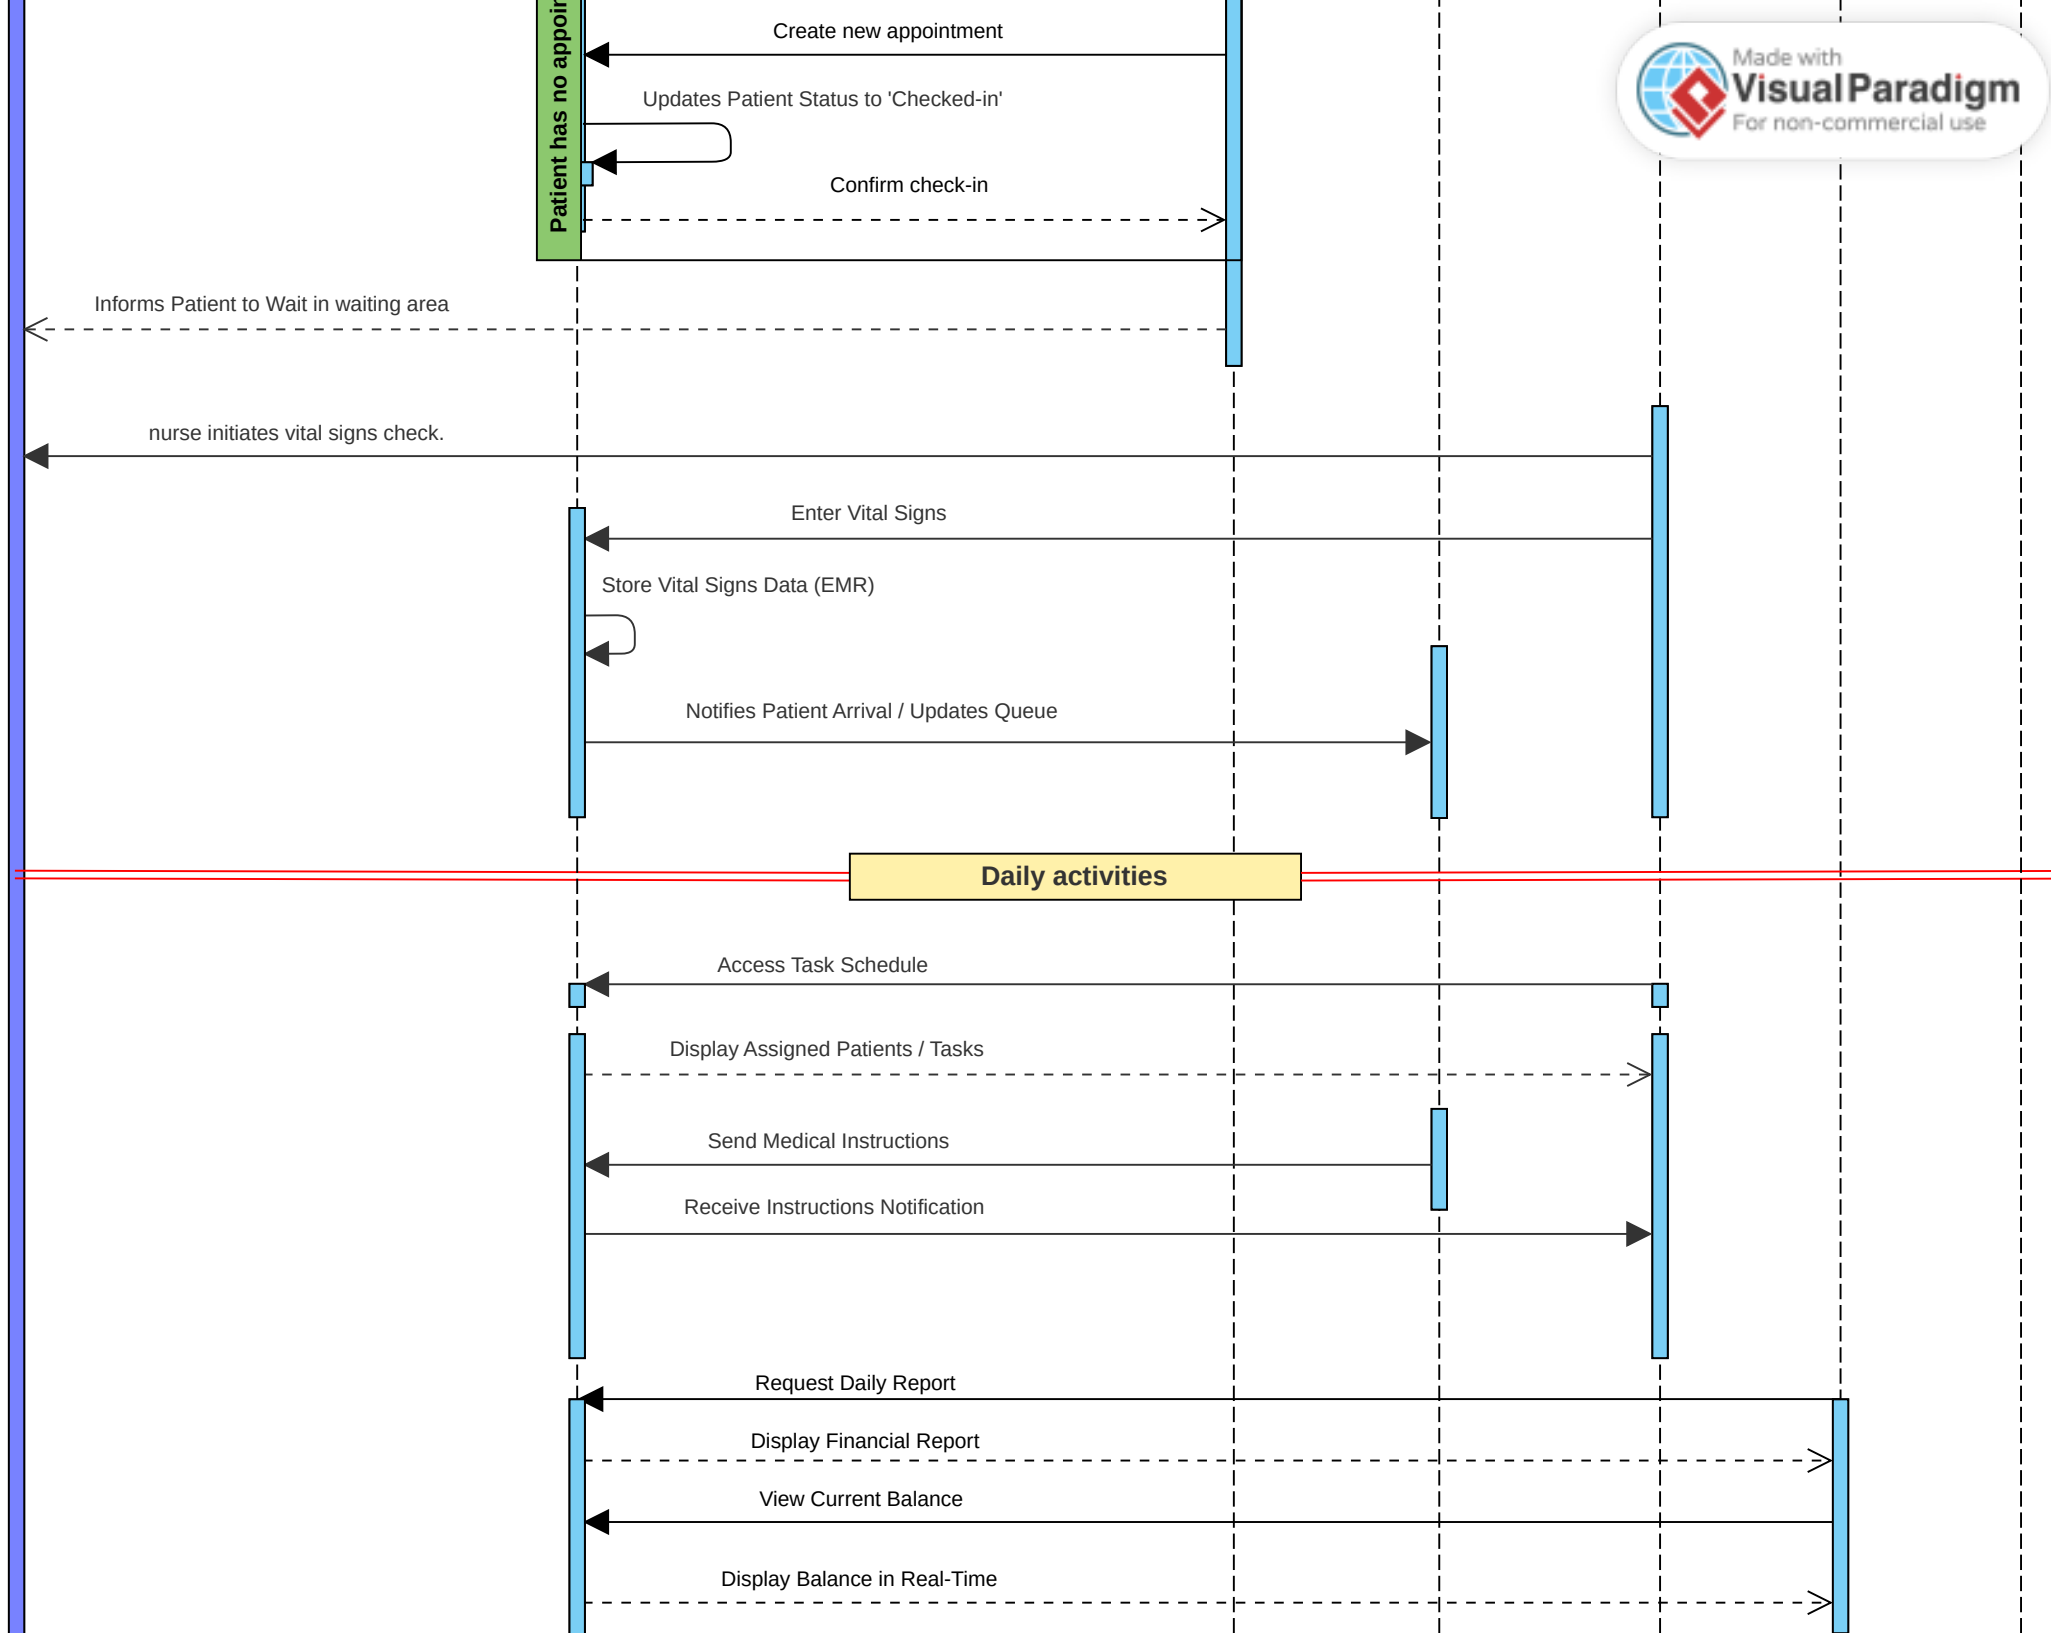 Patient has no appoin
Create new appointment
Made with
Visual Paradigm
For non-commercial use
Updates Patient Status to 'Checked-in'
Confirm check-in
Informs Patient to Wait in waiting area
nurse initiates vital signs check.
Enter Vital Signs
Store Vital Signs Data (EMR)
Notifies Patient Arrival / Updates Queue
Daily activities
Access Task Schedule
Display Assigned Patients / Tasks
Send Medical Instructions
Receive Instructions Notification
Request Daily Report
Display Financial Report
View Current Balance
Display Balance in Real-Time